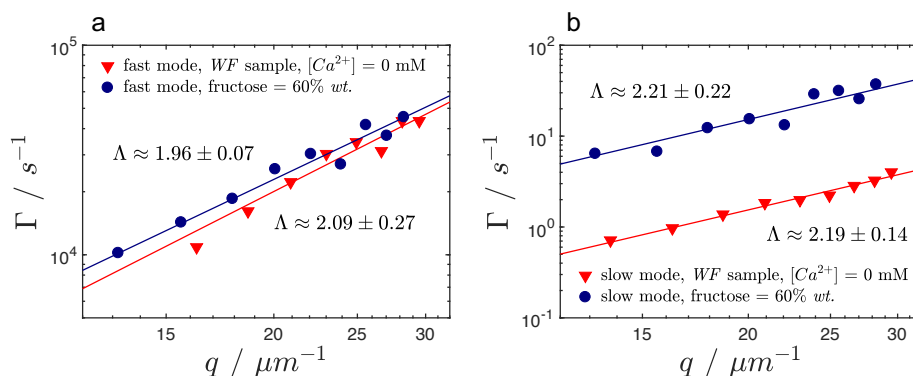 a
10^5
10^4
Γ / s^{-1}
fast mode, WF sample, [Ca^{2+}] = 0 mM
fast mode, fructose = 60% wt.
Λ ≈ 1.96 ± 0.07
Λ ≈ 2.09 ± 0.27
15 20 25 30
q / μm^{-1}
b
10^2
10^1
10^0
10^{-1}
Γ / s^{-1}
Λ ≈ 2.21 ± 0.22
Λ ≈ 2.19 ± 0.14
slow mode, WF sample, [Ca^{2+}] = 0 mM
slow mode, fructose = 60% wt.
15 20 25 30
q / μm^{-1}